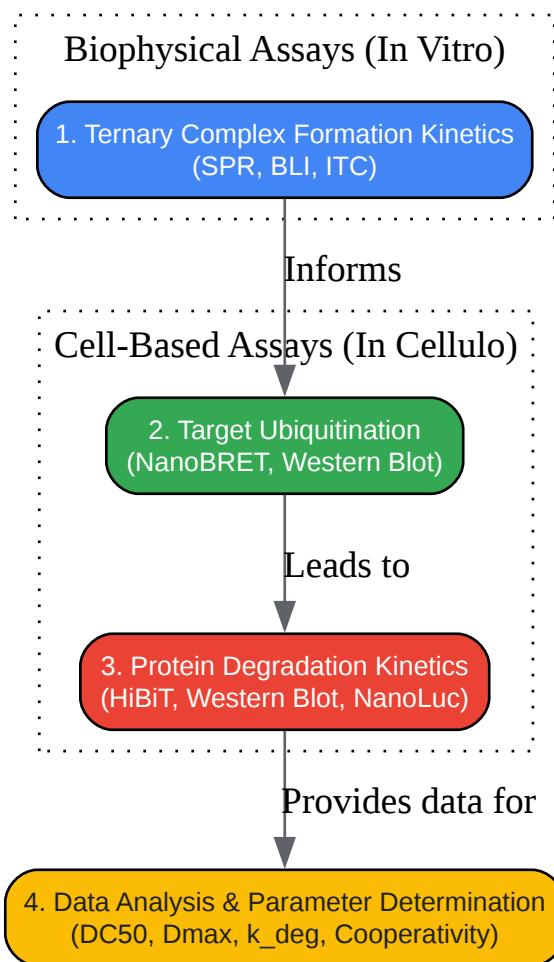 Biophysical Assays (In Vitro)
1. Ternary Complex Formation Kinetics
(SPR, BLI, ITC)
Informs
Cell-Based Assays (In Cellulo)
2. Target Ubiquitination
(NanoBRET, Western Blot)
Leads to
3. Protein Degradation Kinetics
(HiBiT, Western Blot, NanoLuc)
Provides data for
4. Data Analysis & Parameter Determination
(DC50, Dmax, k_deg, Cooperativity)